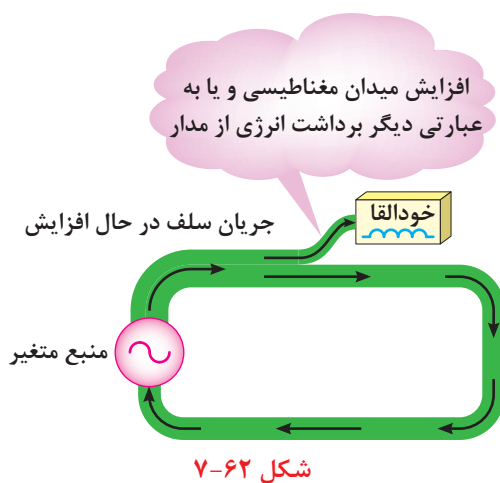 افزایش میدان مغناطیسی و یا به
عبارتی دیگر برداشت انرژی از مدار
خودالقا
جریان سلف در حال افزایش
منبع متغیر
شکل ۶۲-۷